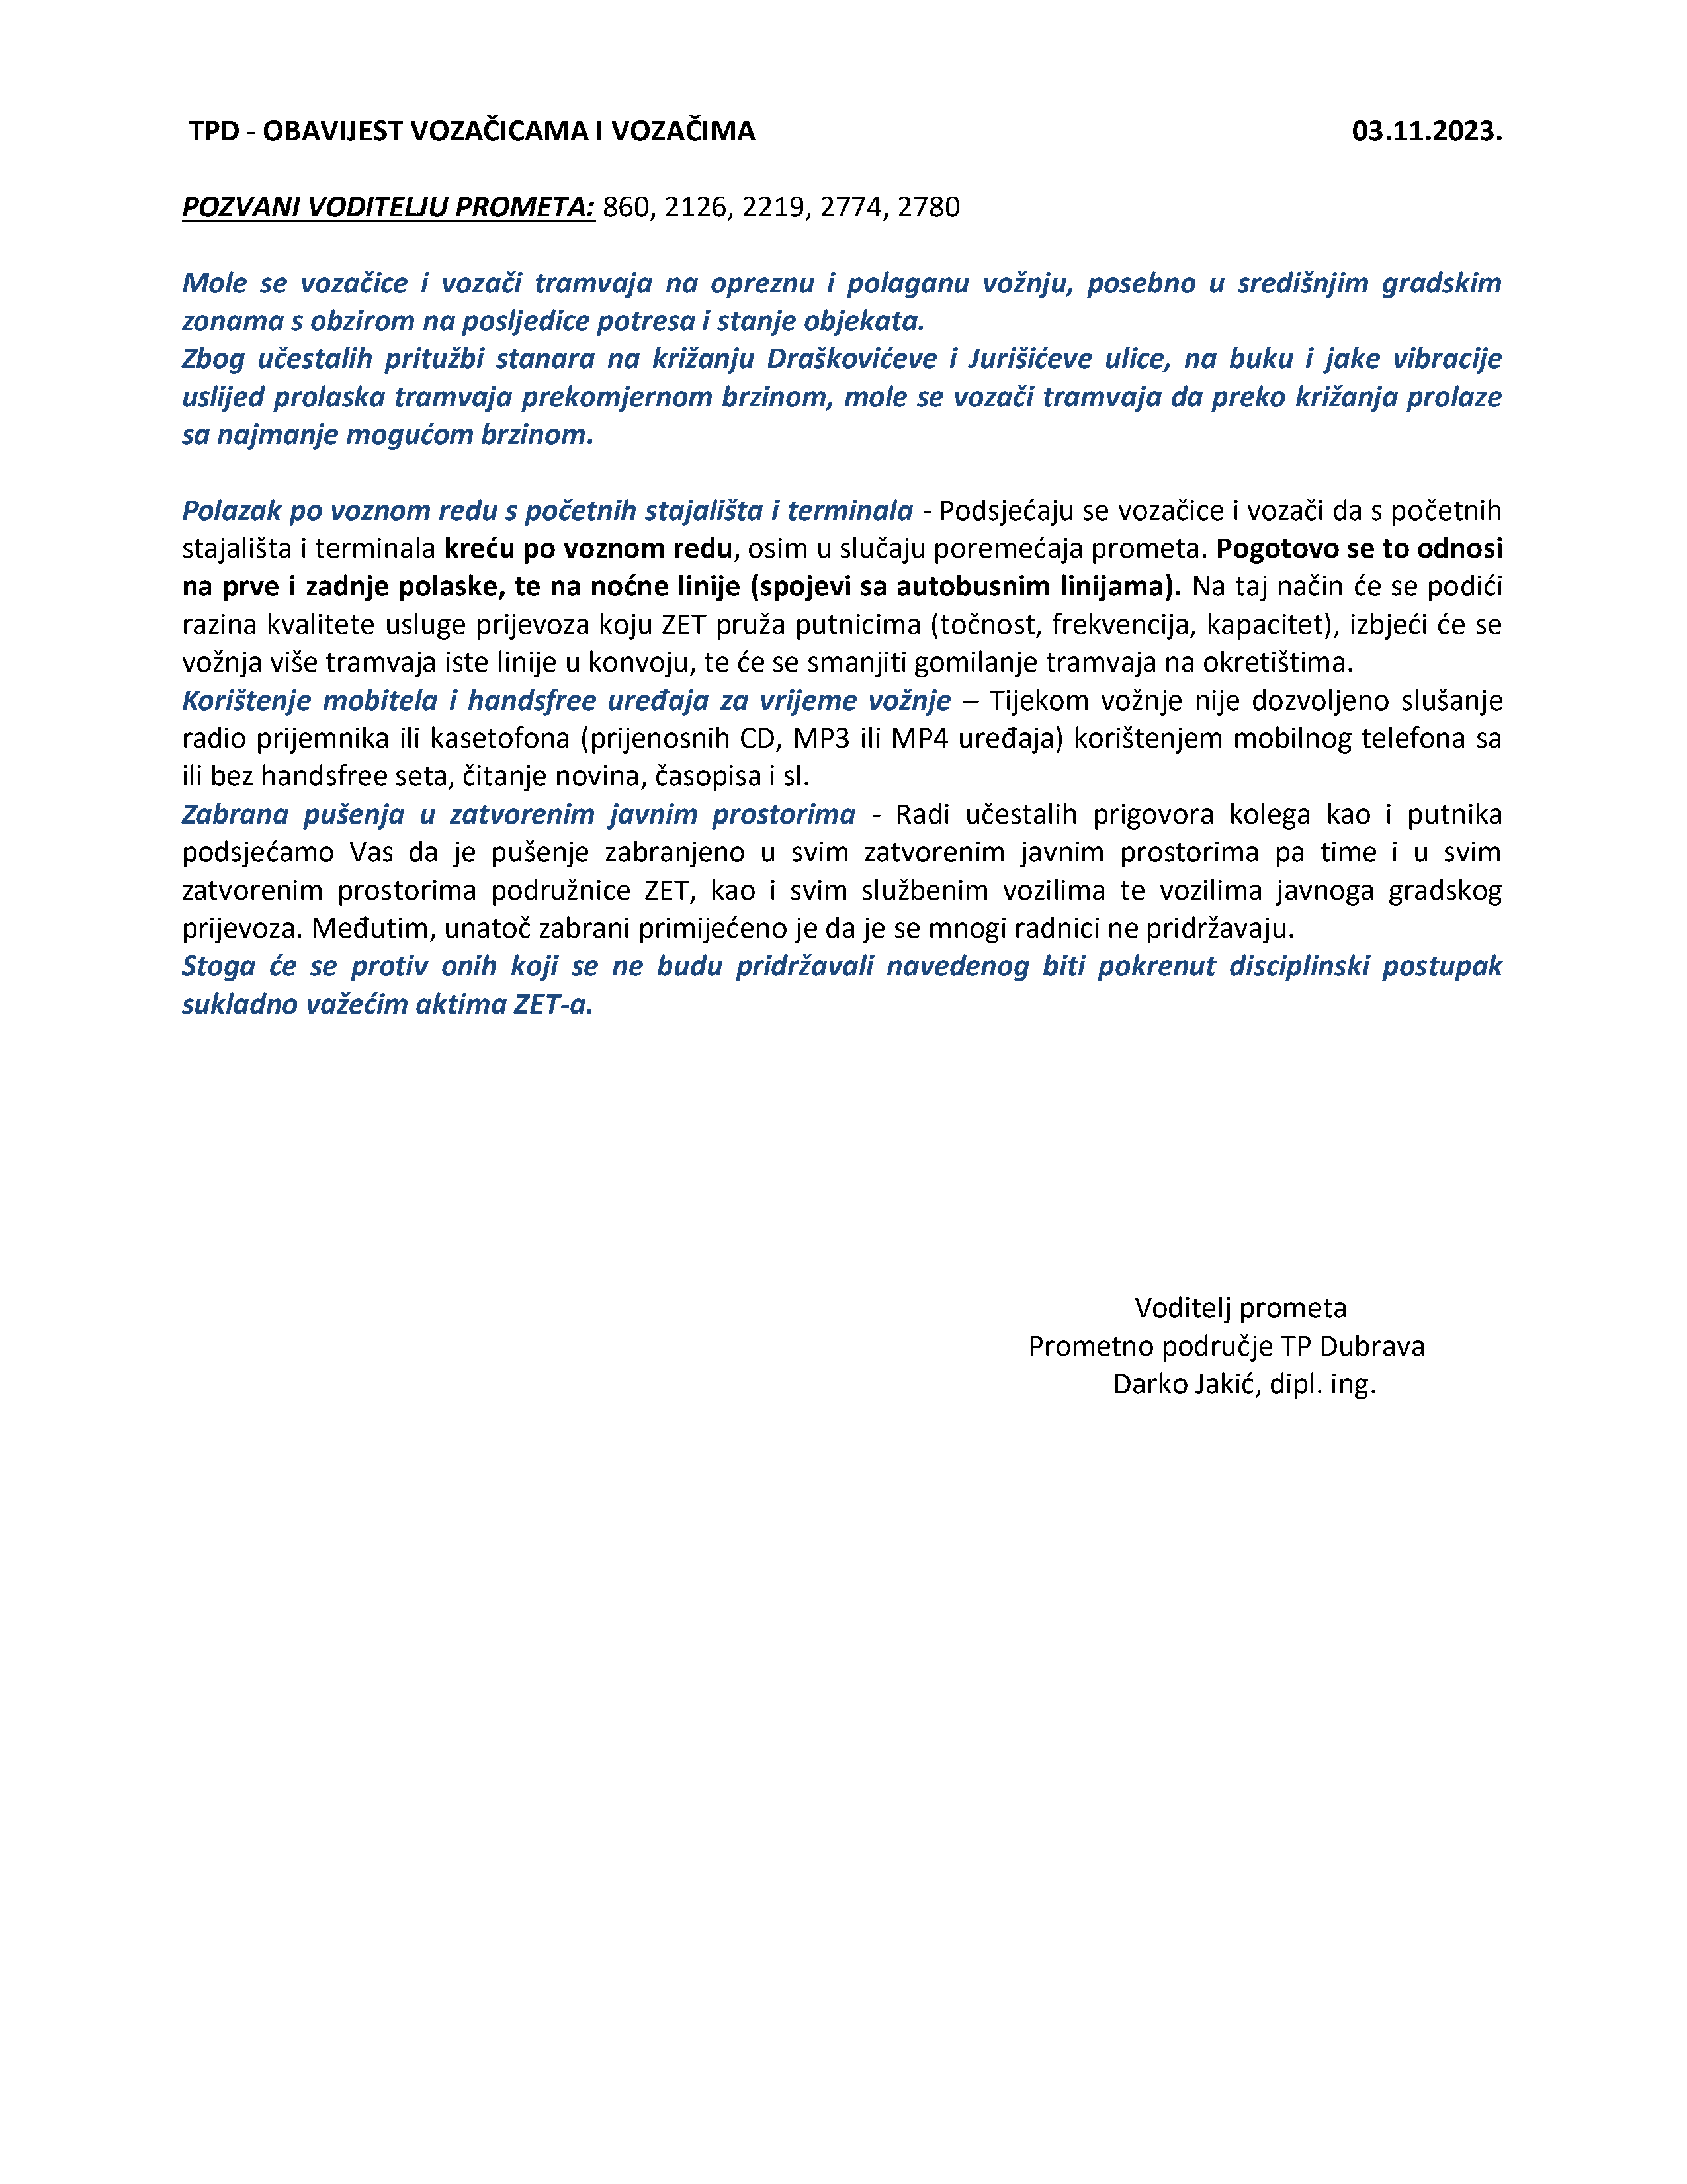 TPD - OBAVIJEST VOZAČICAMA I VOZAČIMA 03.11.2023.
POZVANI VODITELJU PROMETA: 860, 2126, 2219, 2774, 2780
Mole se vozačice i vozači tramvaja na opreznu i polaganu vožnju, posebno u središnjim gradskim
zonama s obzirom na posljedice potresa i stanje objekata.
Zbog učestalih pritužbi stanara na križanju Draškovićeve i Jurišićeve ulice, na buku i jake vibracije
uslijed prolaska tramvaja prekomjernom brzinom, mole se vozači tramvaja da preko križanja prolaze
sa najmanje mogućom brzinom.
Polazak po voznom redu s početnih stajališta i terminala - Podsjećaju se vozačice i vozači da s početnih
stajališta i terminala kreću po voznom redu, osim u slučaju poremećaja prometa. Pogotovo se to odnosi
na prve i zadnje polaske, te na noćne linije (spojevi sa autobusnim linijama). Na taj način će se podići
razina kvalitete usluge prijevoza koju ZET pruža putnicima (točnost, frekvencija, kapacitet), izbjeći će se
vožnja više tramvaja iste linije u konvoju, te će se smanjiti gomilanje tramvaja na okretištima.
Korištenje mobitela i handsfree uređaja za vrijeme vožnje – Tijekom vožnje nije dozvoljeno slušanje
radio prijemnika ili kasetofona (prijenosnih CD, MP3 ili MP4 uređaja) korištenjem mobilnog telefona sa
ili bez handsfree seta, čitanje novina, časopisa i sl.
Zabrana pušenja u zatvorenim javnim prostorima - Radi učestalih prigovora kolega kao i putnika
podsjećamo Vas da je pušenje zabranjeno u svim zatvorenim javnim prostorima pa time i u svim
zatvorenim prostorima podružnice ZET, kao i svim službenim vozilima te vozilima javnoga gradskog
prijevoza. Međutim, unatoč zabrani primijećeno je da je se mnogi radnici ne pridržavaju.
Stoga će se protiv onih koji se ne budu pridržavali navedenog biti pokrenut disciplinski postupak
sukladno važećim aktima ZET-a.
Voditelj prometa
Prometno područje TP Dubrava
Darko Jakić, dipl. ing.